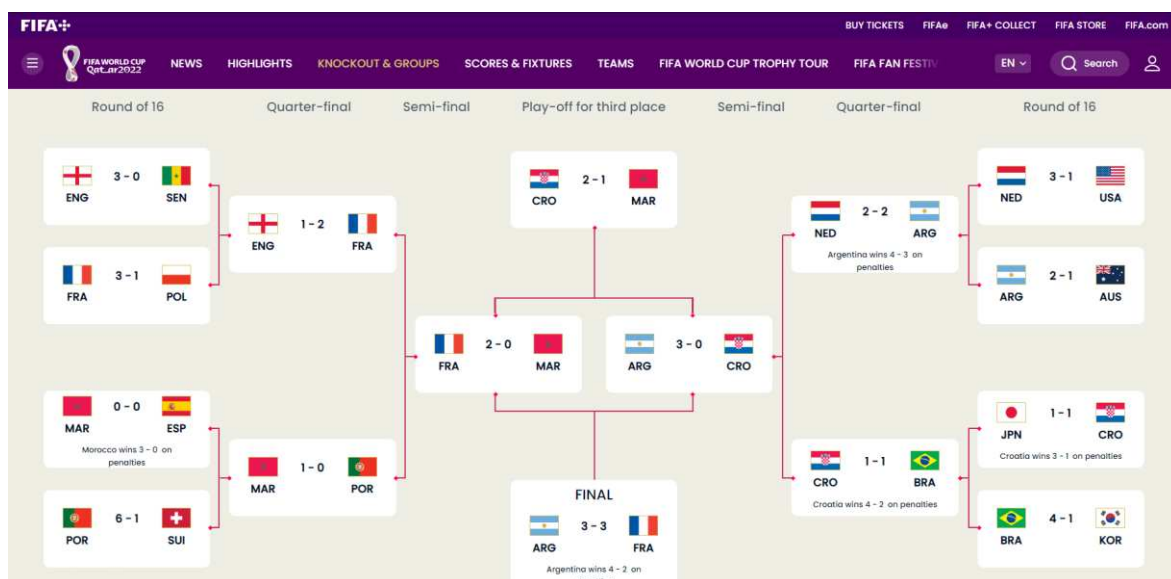 FIFA+
BUY TICKETS FIFAe FIFA+ COLLECT FIFA STORE FIFA.com
FIFA WORLD CUP
Qatar2022
NEWS HIGHLIGHTS KNOCKOUT & GROUPS SCORES & FIXTURES TEAMS FIFA WORLD CUP TROPHY TOUR FIFA FAN FESTIV
EN Search
Round of 16 Quarter-final Semi-final Play-off for third place Semi-final Quarter-final Round of 16
3 - 0
ENG SEN
3 - 1
FRA POL
1 - 2
ENG FRA
0 - 0
MAR ESP
Morocco wins 3 - 0 on
penalties
6 - 1
POR SUI
1 - 0
MAR POR
2 - 0
FRA MAR
2 - 1
CRO MAR
FINAL
3 - 3
ARG FRA
Argentina wins 4 - 2 on
3 - 0
ARG CRO
2 - 2
NED ARG
Argentina wins 4 - 3 on
penalties
1 - 1
CRO BRA
Croatia wins 4 - 2 on penalties
3 - 1
NED USA
2 - 1
ARG AUS
1 - 1
JPN CRO
Croatia wins 3 - 1 on penalties
4 - 1
BRA KOR